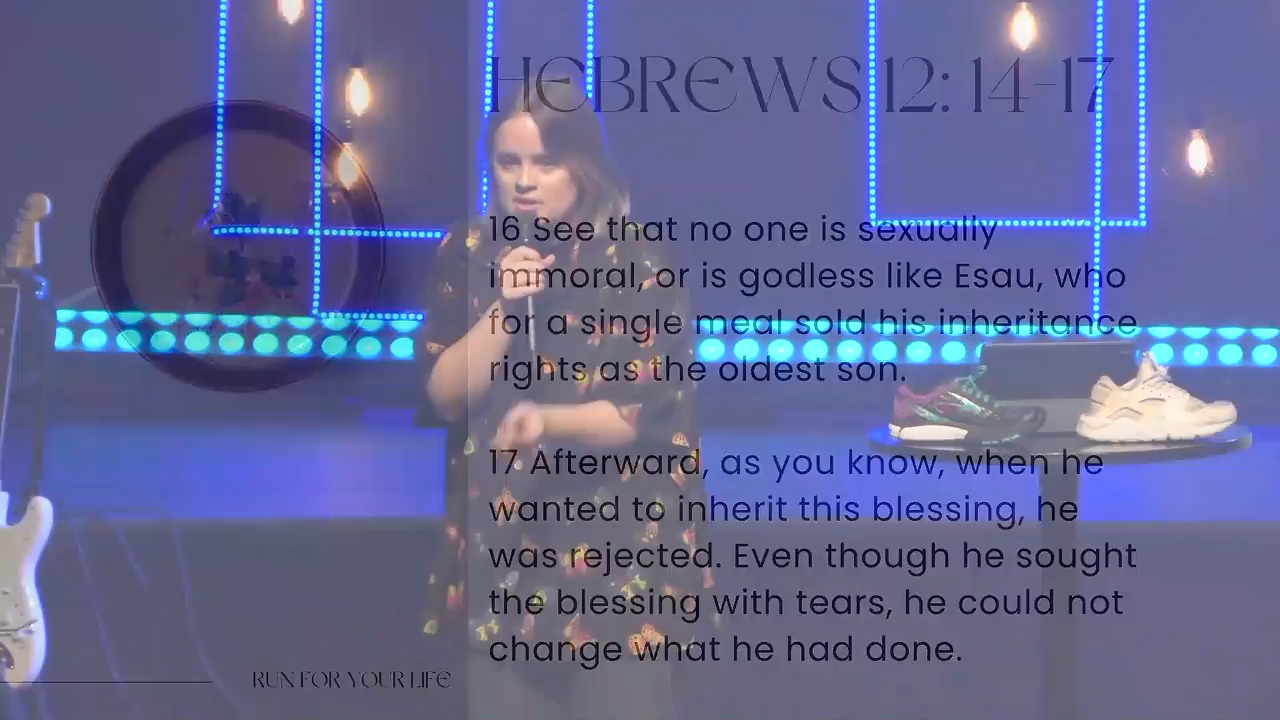 HEBREWS 12: 14-17
16 See that no one is sexually
immoral, or is godless like Esau, who
for a single meal sold his inheritance
rights as the oldest son.
17 Afterward, as you know, when he
wanted to inherit this blessing, he
was rejected. Even though he sought
the blessing with tears, he could not
change what he had done.
RUN FOR YOUR LIFE